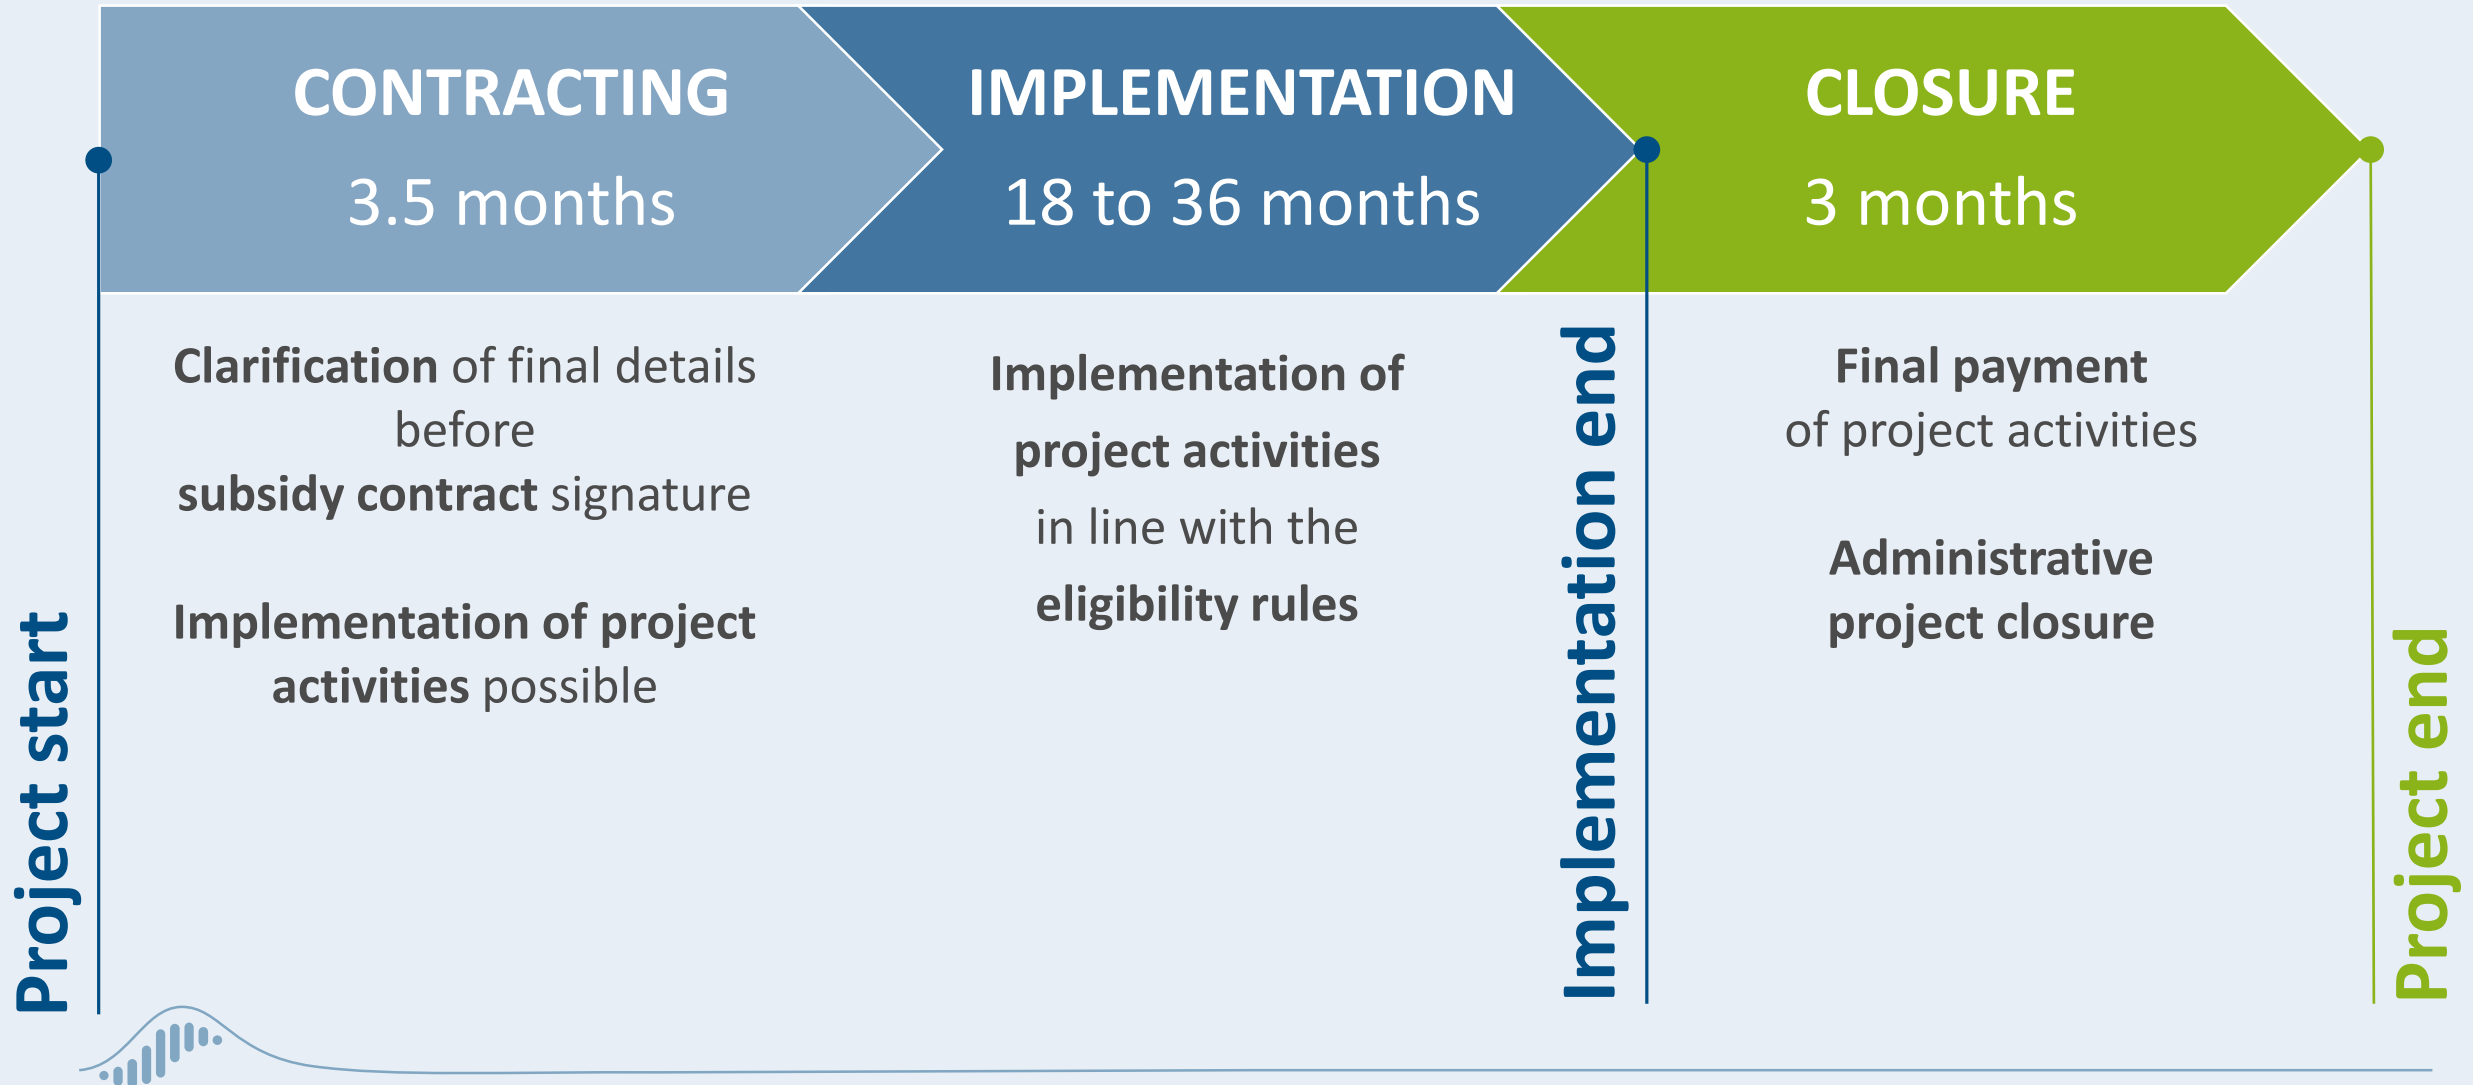 CONTRACTING
3.5 months
IMPLEMENTATION
18 to 36 months
CLOSURE
3 months
Project start
Clarification of final details
before
subsidy contract signature
Implementation of project
activities possible
Implementation of
project activities
in line with the
eligibility rules
Implementation end
Final payment
of project activities
Administrative
project closure
Project end